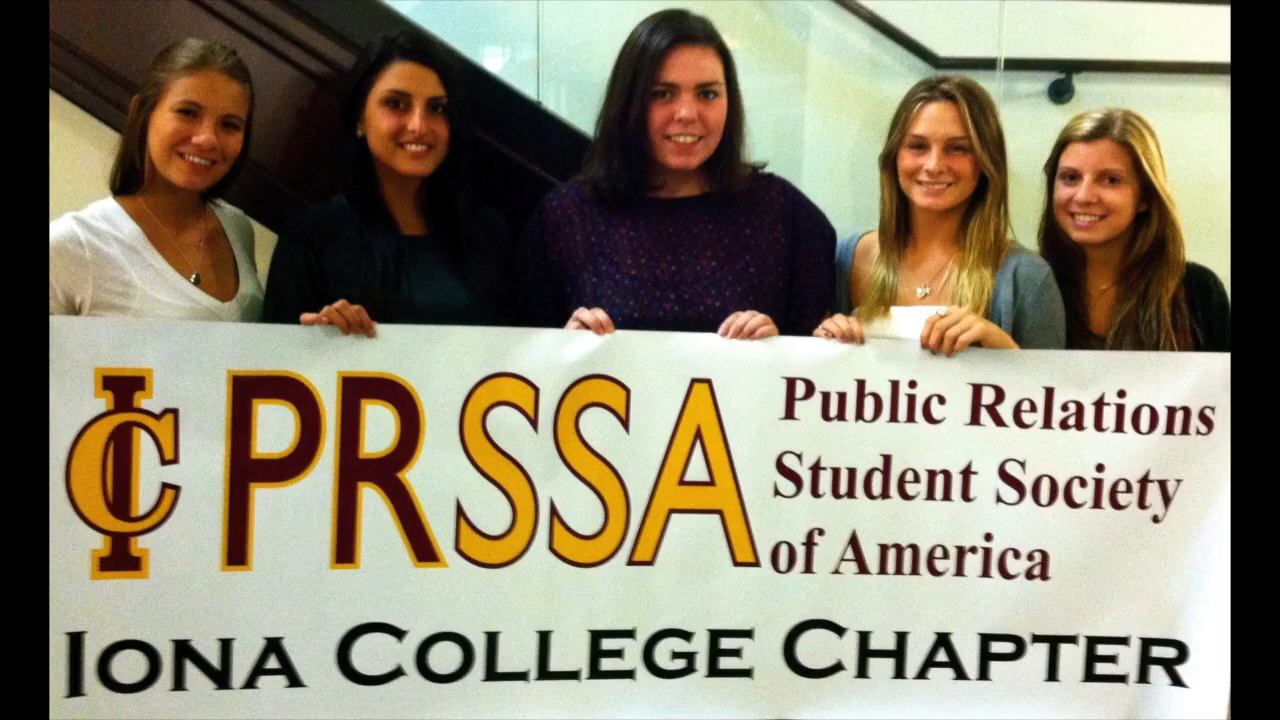 IC PRSSA
Public Relations
Student Society
of America
IONA COLLEGE CHAPTER